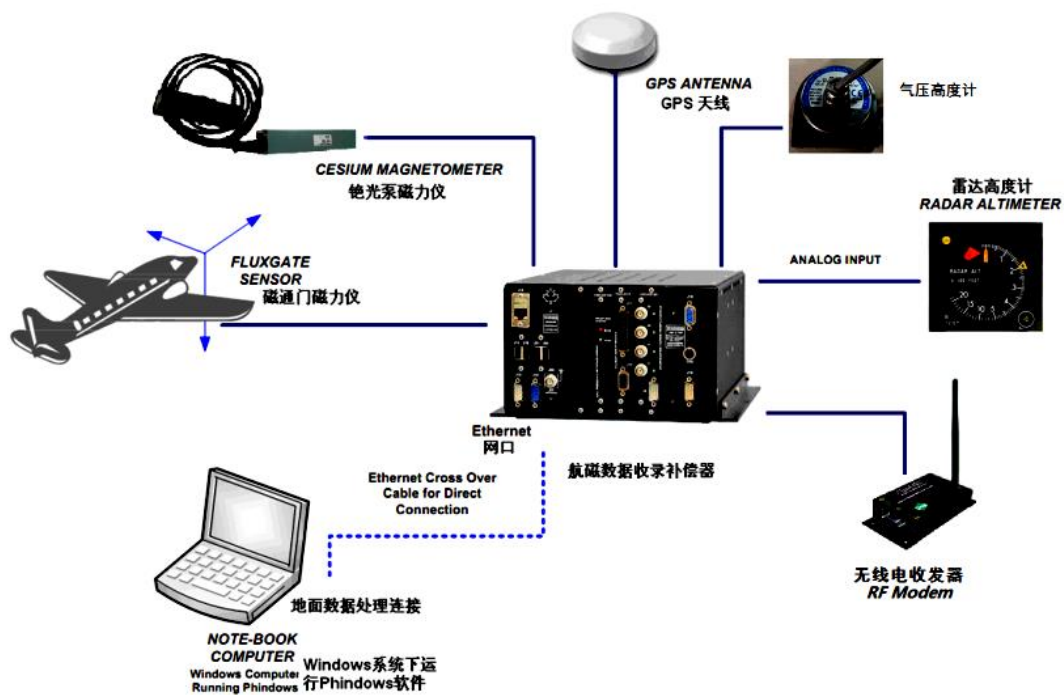 GPS ANTENNA
GPS 天线
气压高度计
CESIUM MAGNETOMETER
铯光泵磁力仪
雷达高度计
RADAR ALTIMETER
FLUXGATE
SENSOR
磁通门磁力仪
ANALOG INPUT
RADAR ALT
Ethernet
网口
航磁数据收录补偿器
Ethernet Cross Over
Cable for Direct
Connection
无线电收发器
RF Modem
地面数据处理连接
NOTE-BOOK
COMPUTER
Windows Computer
Running Phindows
Windows系统下运
行Phindows软件